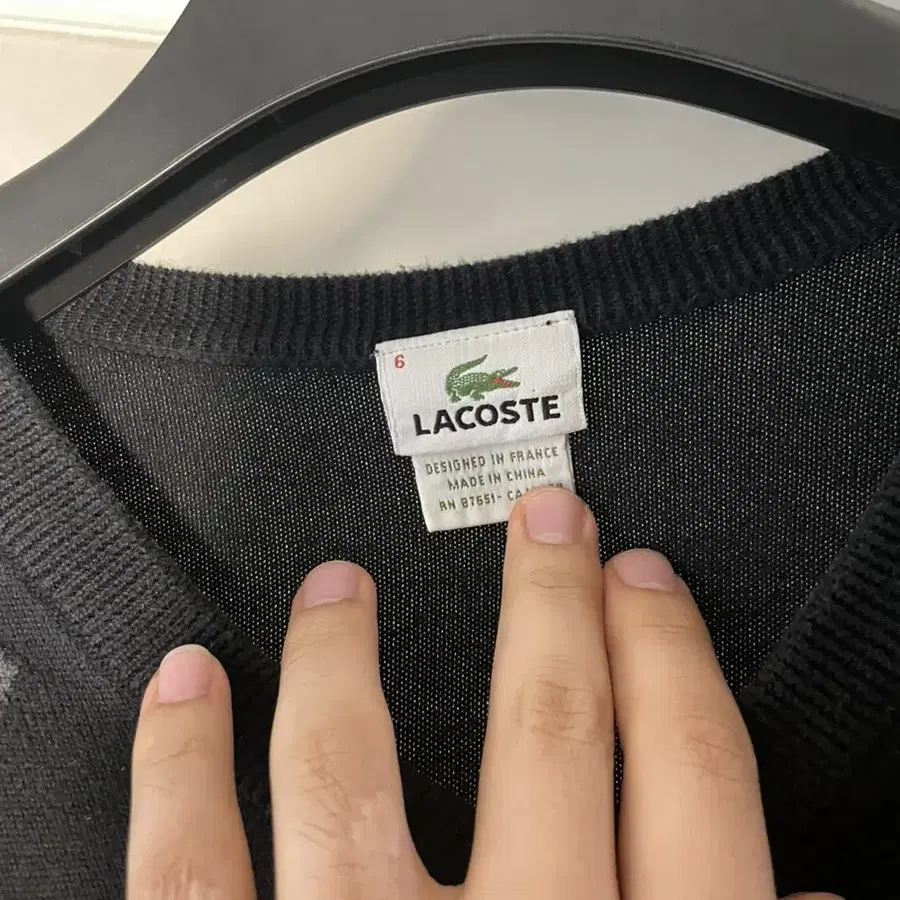 6
LACOSTE
DESIGNED IN FRANCE
MADE IN CHINA
RN 87651-